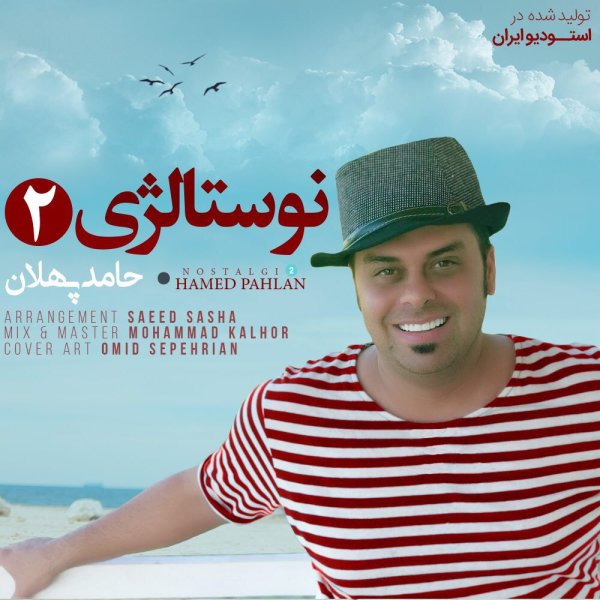 تولید شده در
استودیو ایران
نوستالژی ۲
حامد پهلان • NOSTALGI 2
HAMED PAHLAN
ARRANGEMENT SAEED SASHA
MIX & MASTER MOHAMMAD KALHOR
COVER ART OMID SEPEHRIAN